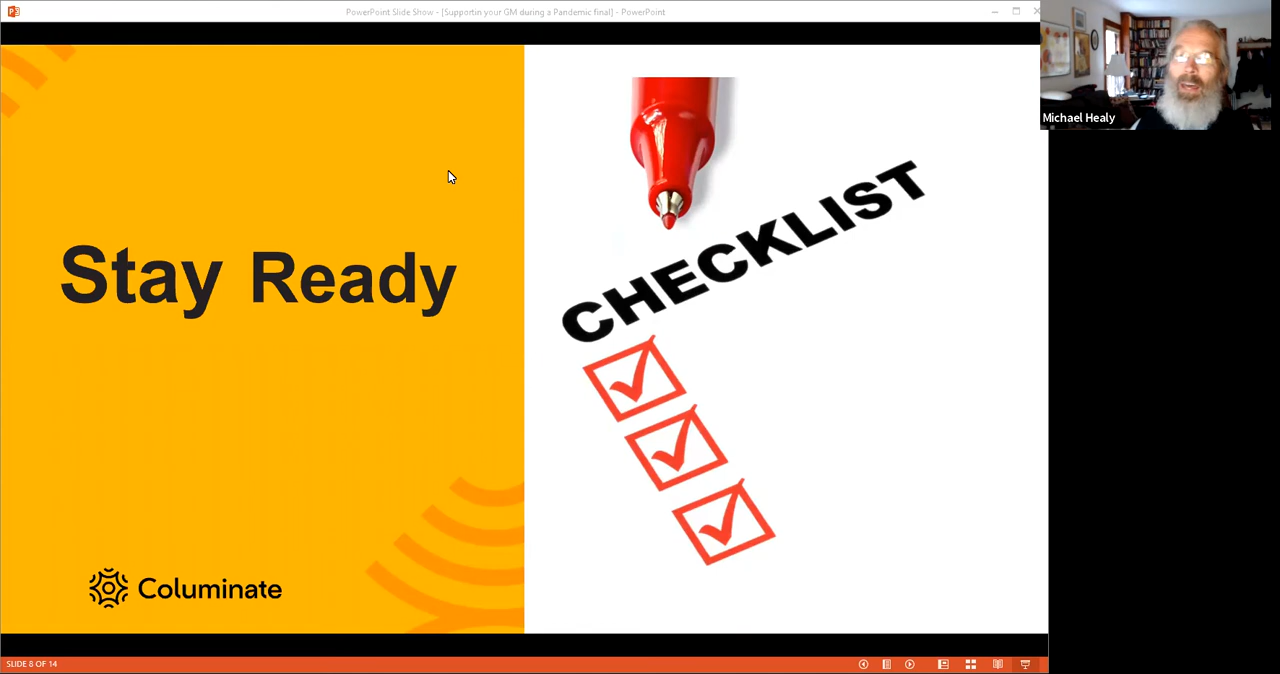 PowerPoint Slide Show - [Supportin your GM during a Pandemic final] - PowerPoint
Michael Healy
Stay Ready
CHECKLIST
Columinate
SLIDE 8 OF 14